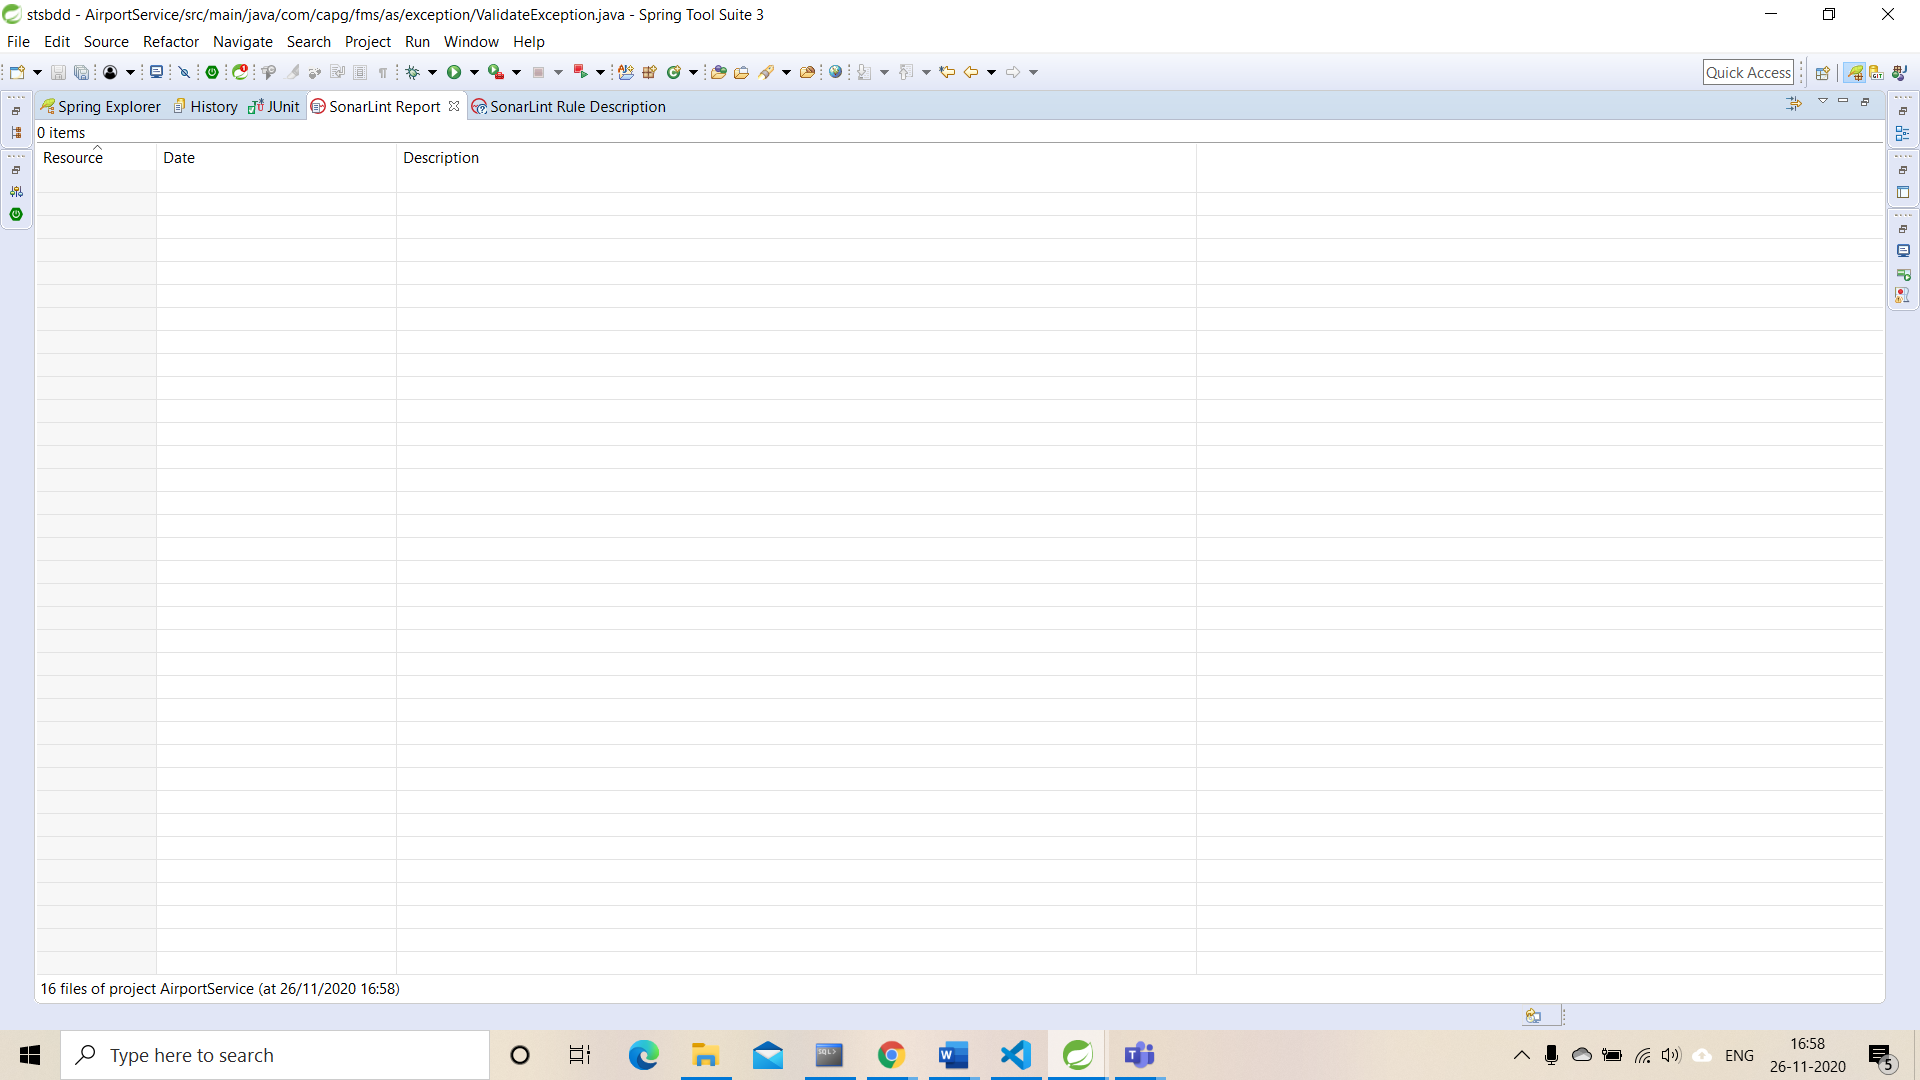 stsbdd - AirportService/src/main/java/com/capg/fms/as/exception/ValidateException.java - Spring Tool Suite 3
File Edit Source Refactor Navigate Search Project Run Window Help
Quick Access
Spring Explorer History JUnit SonarLint Report SonarLint Rule Description
0 items
Resource Date Description
16 files of project AirportService (at 26/11/2020 16:58)
Type here to search
ENG
16:58
26-11-2020
5